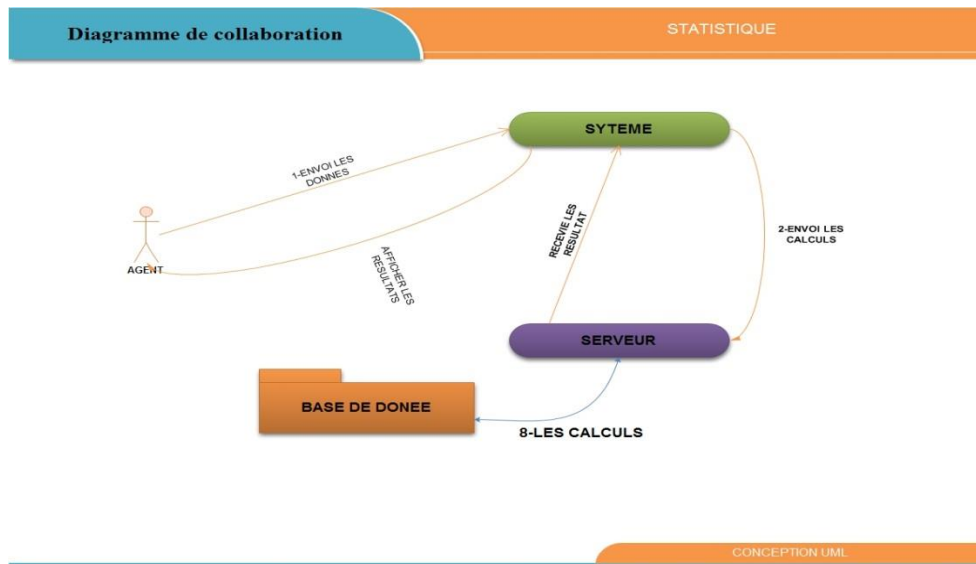 Diagramme de collaboration
STATISTIQUE
SYTEME
1-ENVOI LES
DONNES
RECEVIE LES
RESULTAT
2-ENVOI LES
CALCULS
AGENT
AFFICHER LES
RESULTATS
SERVEUR
BASE DE DONEE
8-LES CALCULS
CONCEPTION UML